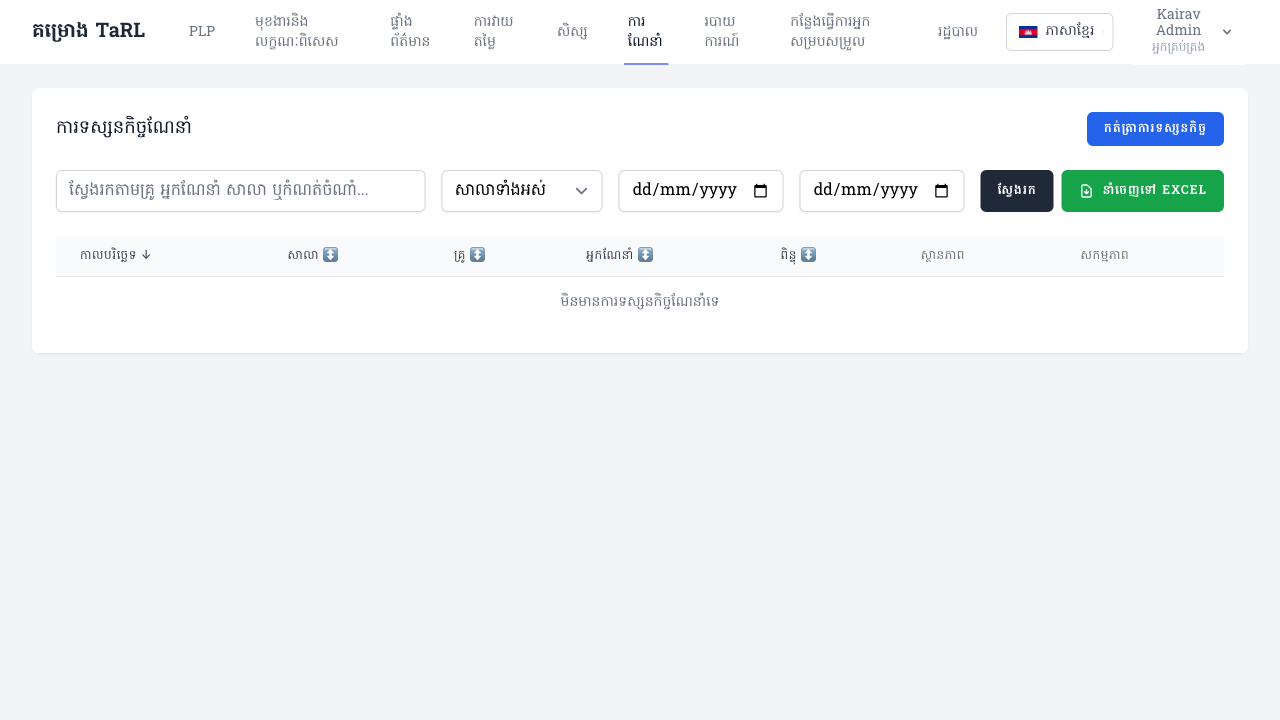 គម្រោង TaRL
PLP
មុខងារនិង
លក្ខណៈពិសេស
ផ្ទាំង
ព័ត៌មាន
ការវាយ
តម្លៃ
សិស្ស
ការ
ណែនាំ
របាយ
ការណ៍
កន្លែងធ្វើការអ្នក
សម្របសម្រួល
រដ្ឋបាល
ភាសាខ្មែរ
Kairav
Admin
អ្នកគ្រប់គ្រង
ការទស្សនកិច្ចណែនាំ
កត់ត្រាការទស្សនកិច្ច
ស្វែងរកតាមគ្រូ អ្នកណែនាំ សាលា ឬកំណត់ចំណាំ...
សាលាទាំងអស់
dd/mm/yyyy
dd/mm/yyyy
ស្វែងរក
នាំចេញទៅ EXCEL
កាលបរិច្ឆេទ ↓
សាលា ↕️
គ្រូ ↕️
អ្នកណែនាំ ↕️
ពិន្ទុ ↕️
ស្ថានភាព
សកម្មភាព
មិនមានការទស្សនកិច្ចណែនាំទេ